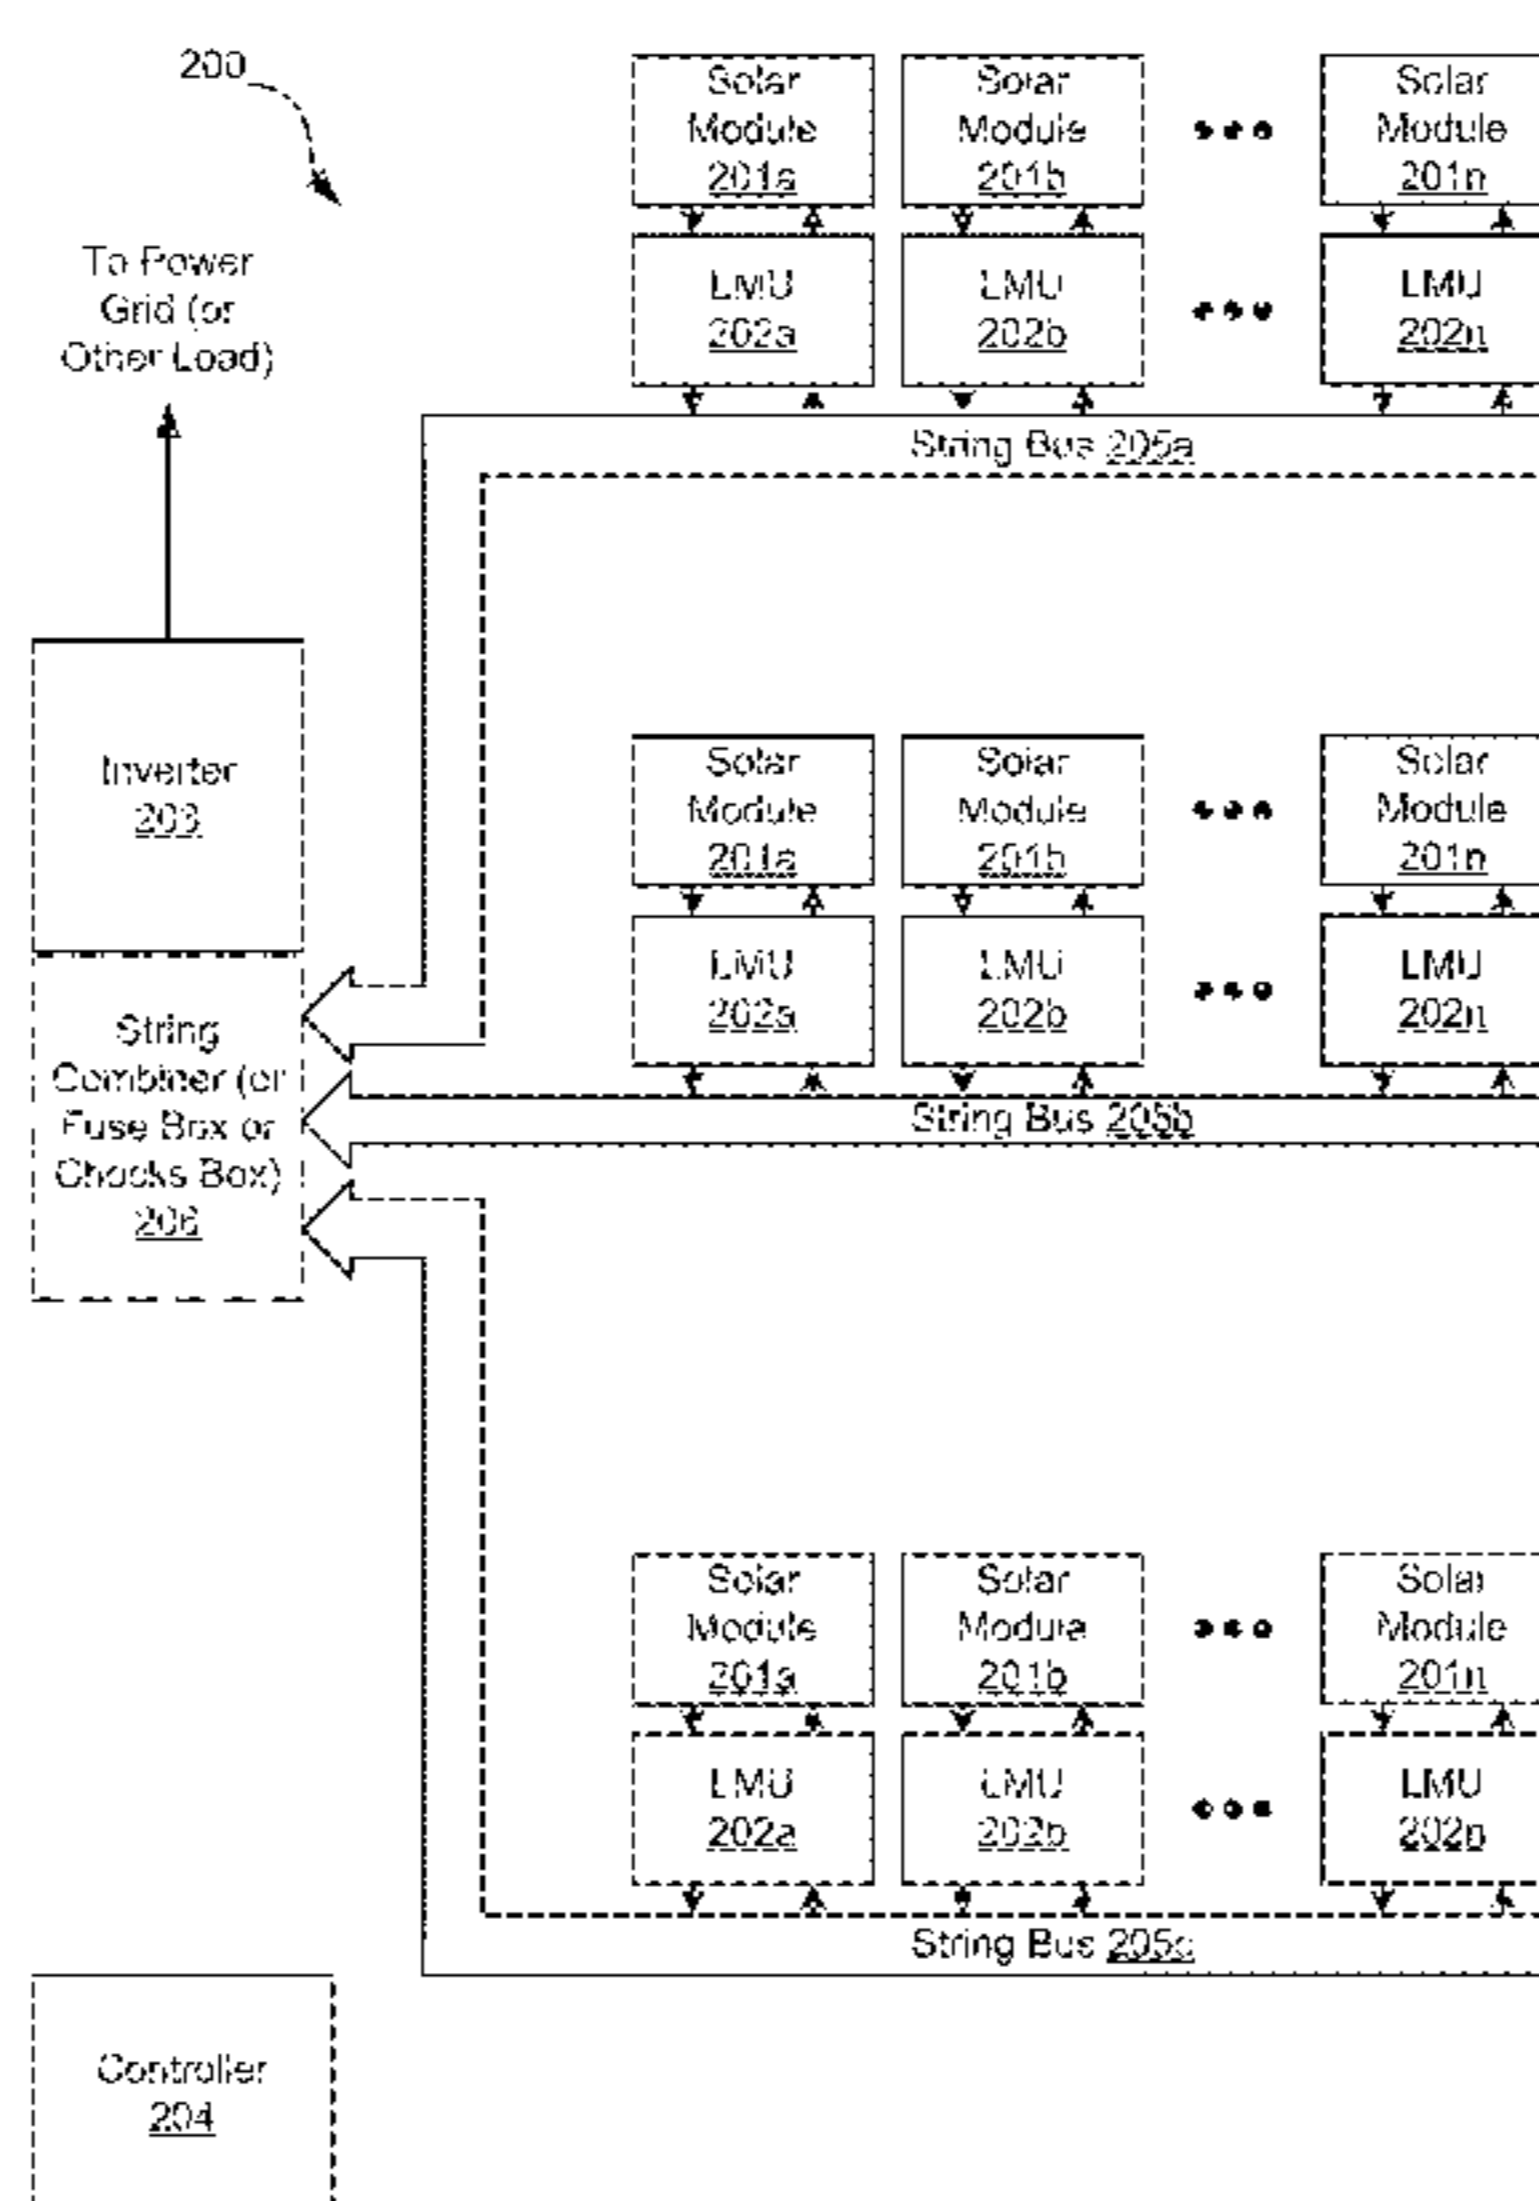 200
To Power
Grid (or
Other Load)
Solar
Module
201a
Solar
Module
201b
Solar
Module
201n
LMU
202a
LMU
202b
LMU
202n
String Bus 205a
Inverter
203
Solar
Module
201a
Solar
Module
201b
Solar
Module
201n
LMU
202a
LMU
202b
LMU
202n
String
Combiner (or
Fuse Box or
Chocks Box)
206
String Bus 205b
Solar
Module
201a
Solar
Module
201b
Solar
Module
201n
LMU
202a
LMU
202b
LMU
202n
String Bus 205c
Controller
204